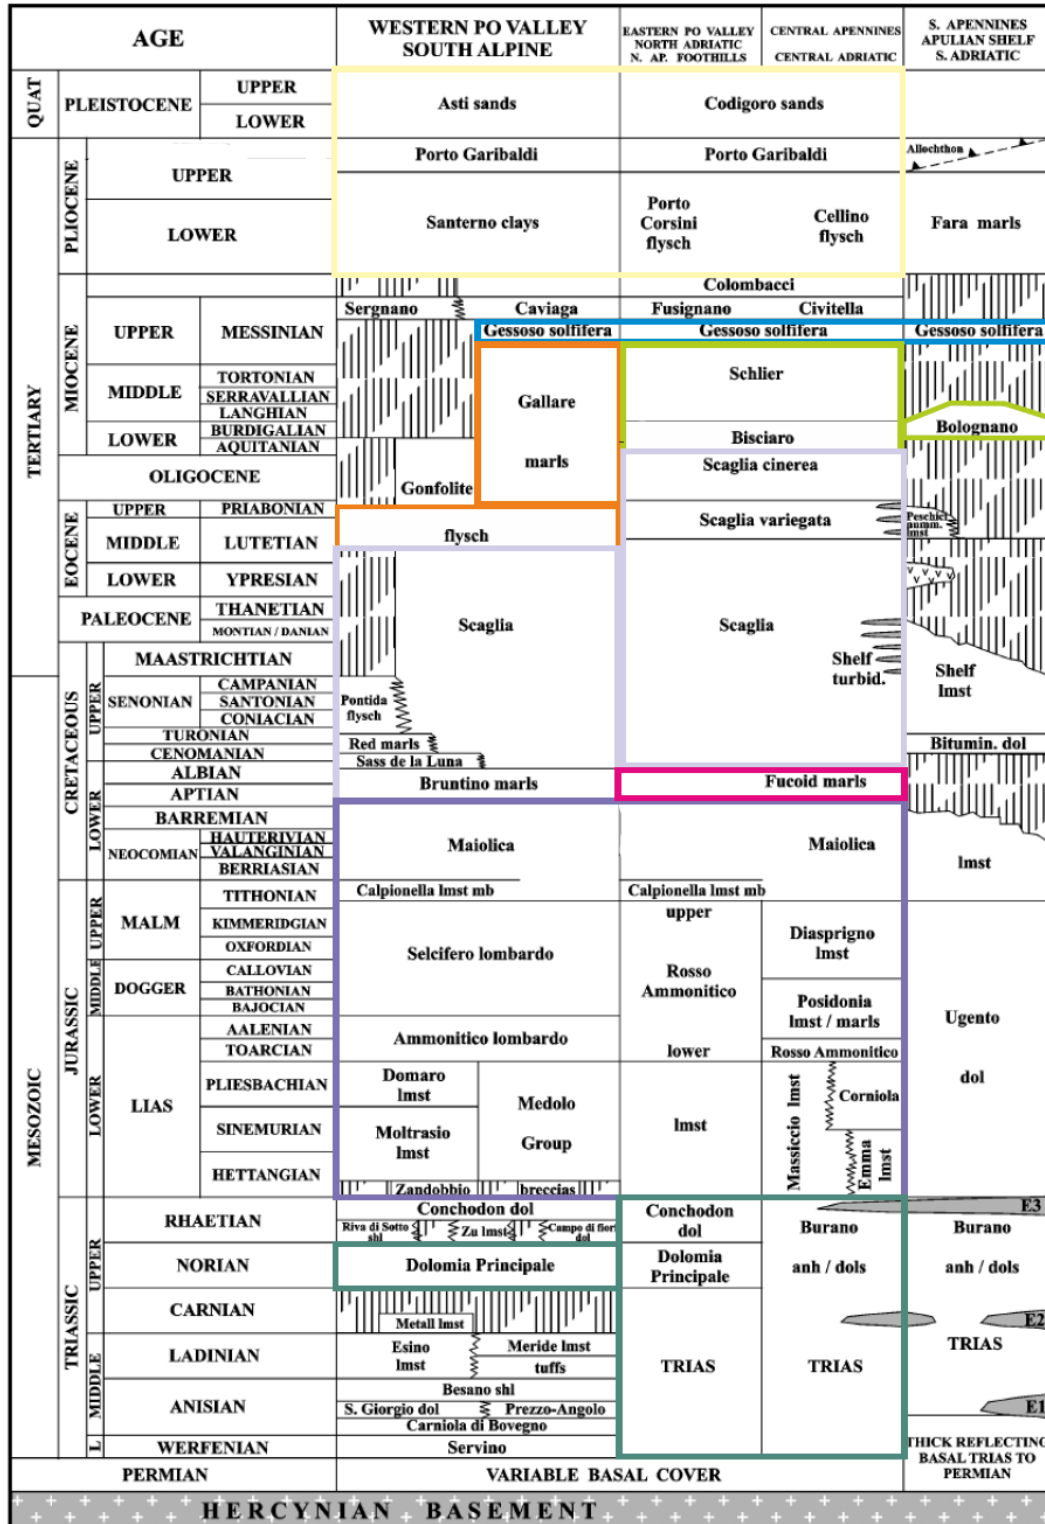 AGE
WESTERN PO VALLEY
SOUTH ALPINE
EASTERN PO VALLEY
NORTH ADRIATIC
N. AP. FOOTHILLS
CENTRAL APENNINES
CENTRAL ADRIATIC
S. APENNINES
APULIAN SHELF
S. ADRIATIC
QUAT
PLEISTOCENE
UPPER
LOWER
Asti sands
Codigoro sands
TERTIARY
PLIOCENE
UPPER
LOWER
Porto Garibaldi
Porto Garibaldi
Allochthon
Santerno clays
Porto
Corsini
flysch
Cellino
flysch
Fara marls
Colombacci
MIOCENE
UPPER
MESSINIAN
Sergnano
Caviaga
Fusignano
Civitella
Gessoso solfifera
Gessoso solfifera
Gessoso solfifera
MIDDLE
TORTONIAN
SERRAVALLIAN
LANGHIAN
LOWER
BURDIGALIAN
AQUITANIAN
Gallare
marls
Schlier
Bisciaro
Bolognano
OLIGOCENE
Gonfolite
Scaglia cinerea
EOCENE
UPPER
PRIABONIAN
MIDDLE
LUTETIAN
LOWER
YPRESIAN
flysch
Scaglia variegata
Peschici
numm.
lmst
V V V
V V
PALEOCENE
THANETIAN
MONTIAN / DANIAN
Scaglia
Scaglia
Shelf
turbid.
Shelf
lmst
MESOZOIC
CRETACEOUS
UPPER
MAASTRICHTIAN
SENONIAN
CAMPANIAN
SANTONIAN
CONIACIAN
TURONIAN
CENOMANIAN
Pontida
flysch
Red marls
Sass de la Luna
Bitumin. dol
LOWER
ALBIAN
APTIAN
BARREMIAN
NEOCOMIAN
HAUTERIVIAN
VALANGINIAN
BERRIASIAN
Bruntino marls
Fucoid marls
Maiolica
Maiolica
lmst
JURASSIC
UPPER
MALM
TITHONIAN
KIMMERIDGIAN
OXFORDIAN
Calpionella lmst mb
Calpionella lmst mb
Selcifero lombardo
upper
Rosso
Ammonitico
lower
Diasprigno
lmst
MIDDLE
DOGGER
CALLOVIAN
BATHONIAN
BAJOCIAN
Posidonia
lmst / marls
Ugento
dol
LOWER
LIAS
AALENIAN
TOARCIAN
PLIESBACHIAN
SINEMURIAN
HETTANGIAN
Ammonitico lombardo
Rosso Ammonitico
Domaro
lmst
Moltrasio
lmst
Medolo
Group
lmst
Massiccio lmst
Corniola
Emma
lmst
Zandobbio
breccias
TRIASSIC
UPPER
RHAETIAN
NORIAN
CARNIAN
Conchodon dol
Riva di Sotto
shl
Zu lmst
Campo di fiori
dol
Conchodon
dol
Burano
anh / dols
E3
Burano
anh / dols
Dolomia Principale
Dolomia
Principale
Metall lmst
E2
MIDDLE
LADINIAN
ANISIAN
Esino
lmst
Meride lmst
tuffs
TRIAS
TRIAS
TRIAS
Besano shl
S. Giorgio dol
Prezzo-Angolo
Carniola di Bovegno
E1
L
WERFENIAN
Servino
THICK REFLECTING
BASAL TRIAS TO
PERMIAN
PERMIAN
VARIABLE BASAL COVER
HERCYNIAN BASEMENT